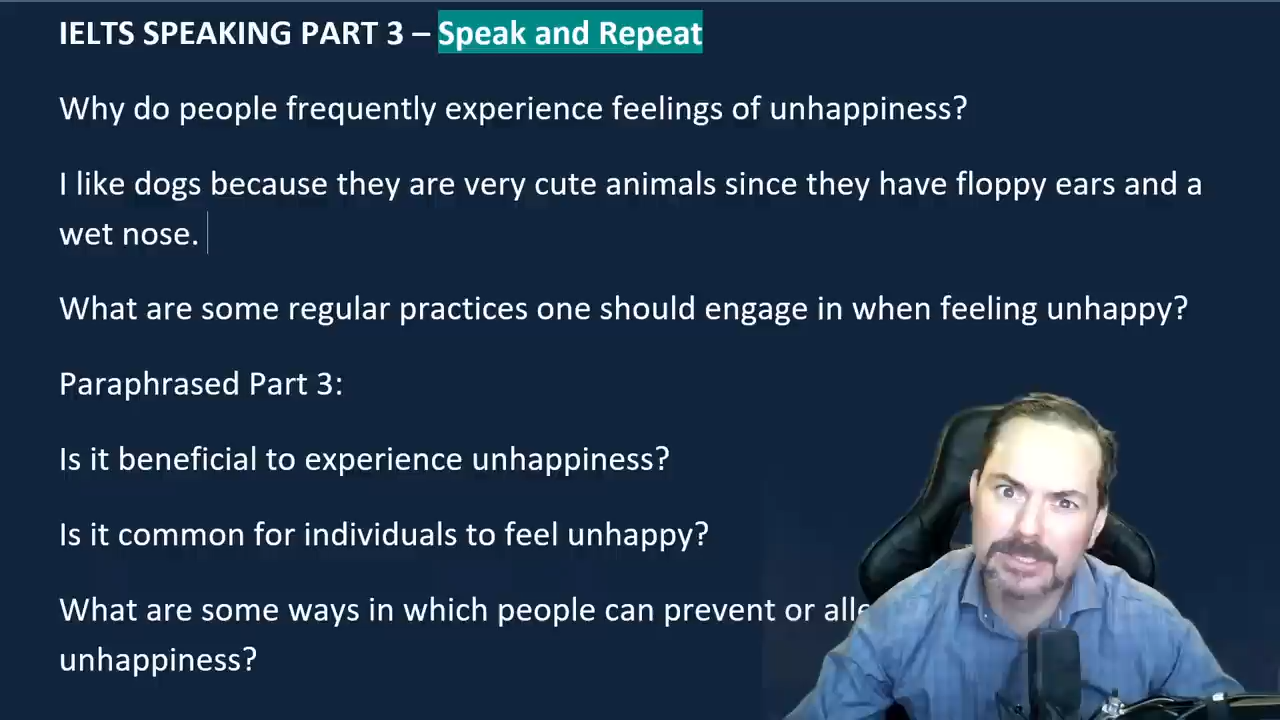 IELTS SPEAKING PART 3 – Speak and Repeat
Why do people frequently experience feelings of unhappiness?
I like dogs because they are very cute animals since they have floppy ears and a
wet nose.
What are some regular practices one should engage in when feeling unhappy?
Paraphrased Part 3:
Is it beneficial to experience unhappiness?
Is it common for individuals to feel unhappy?
What are some ways in which people can prevent or
unhappiness?